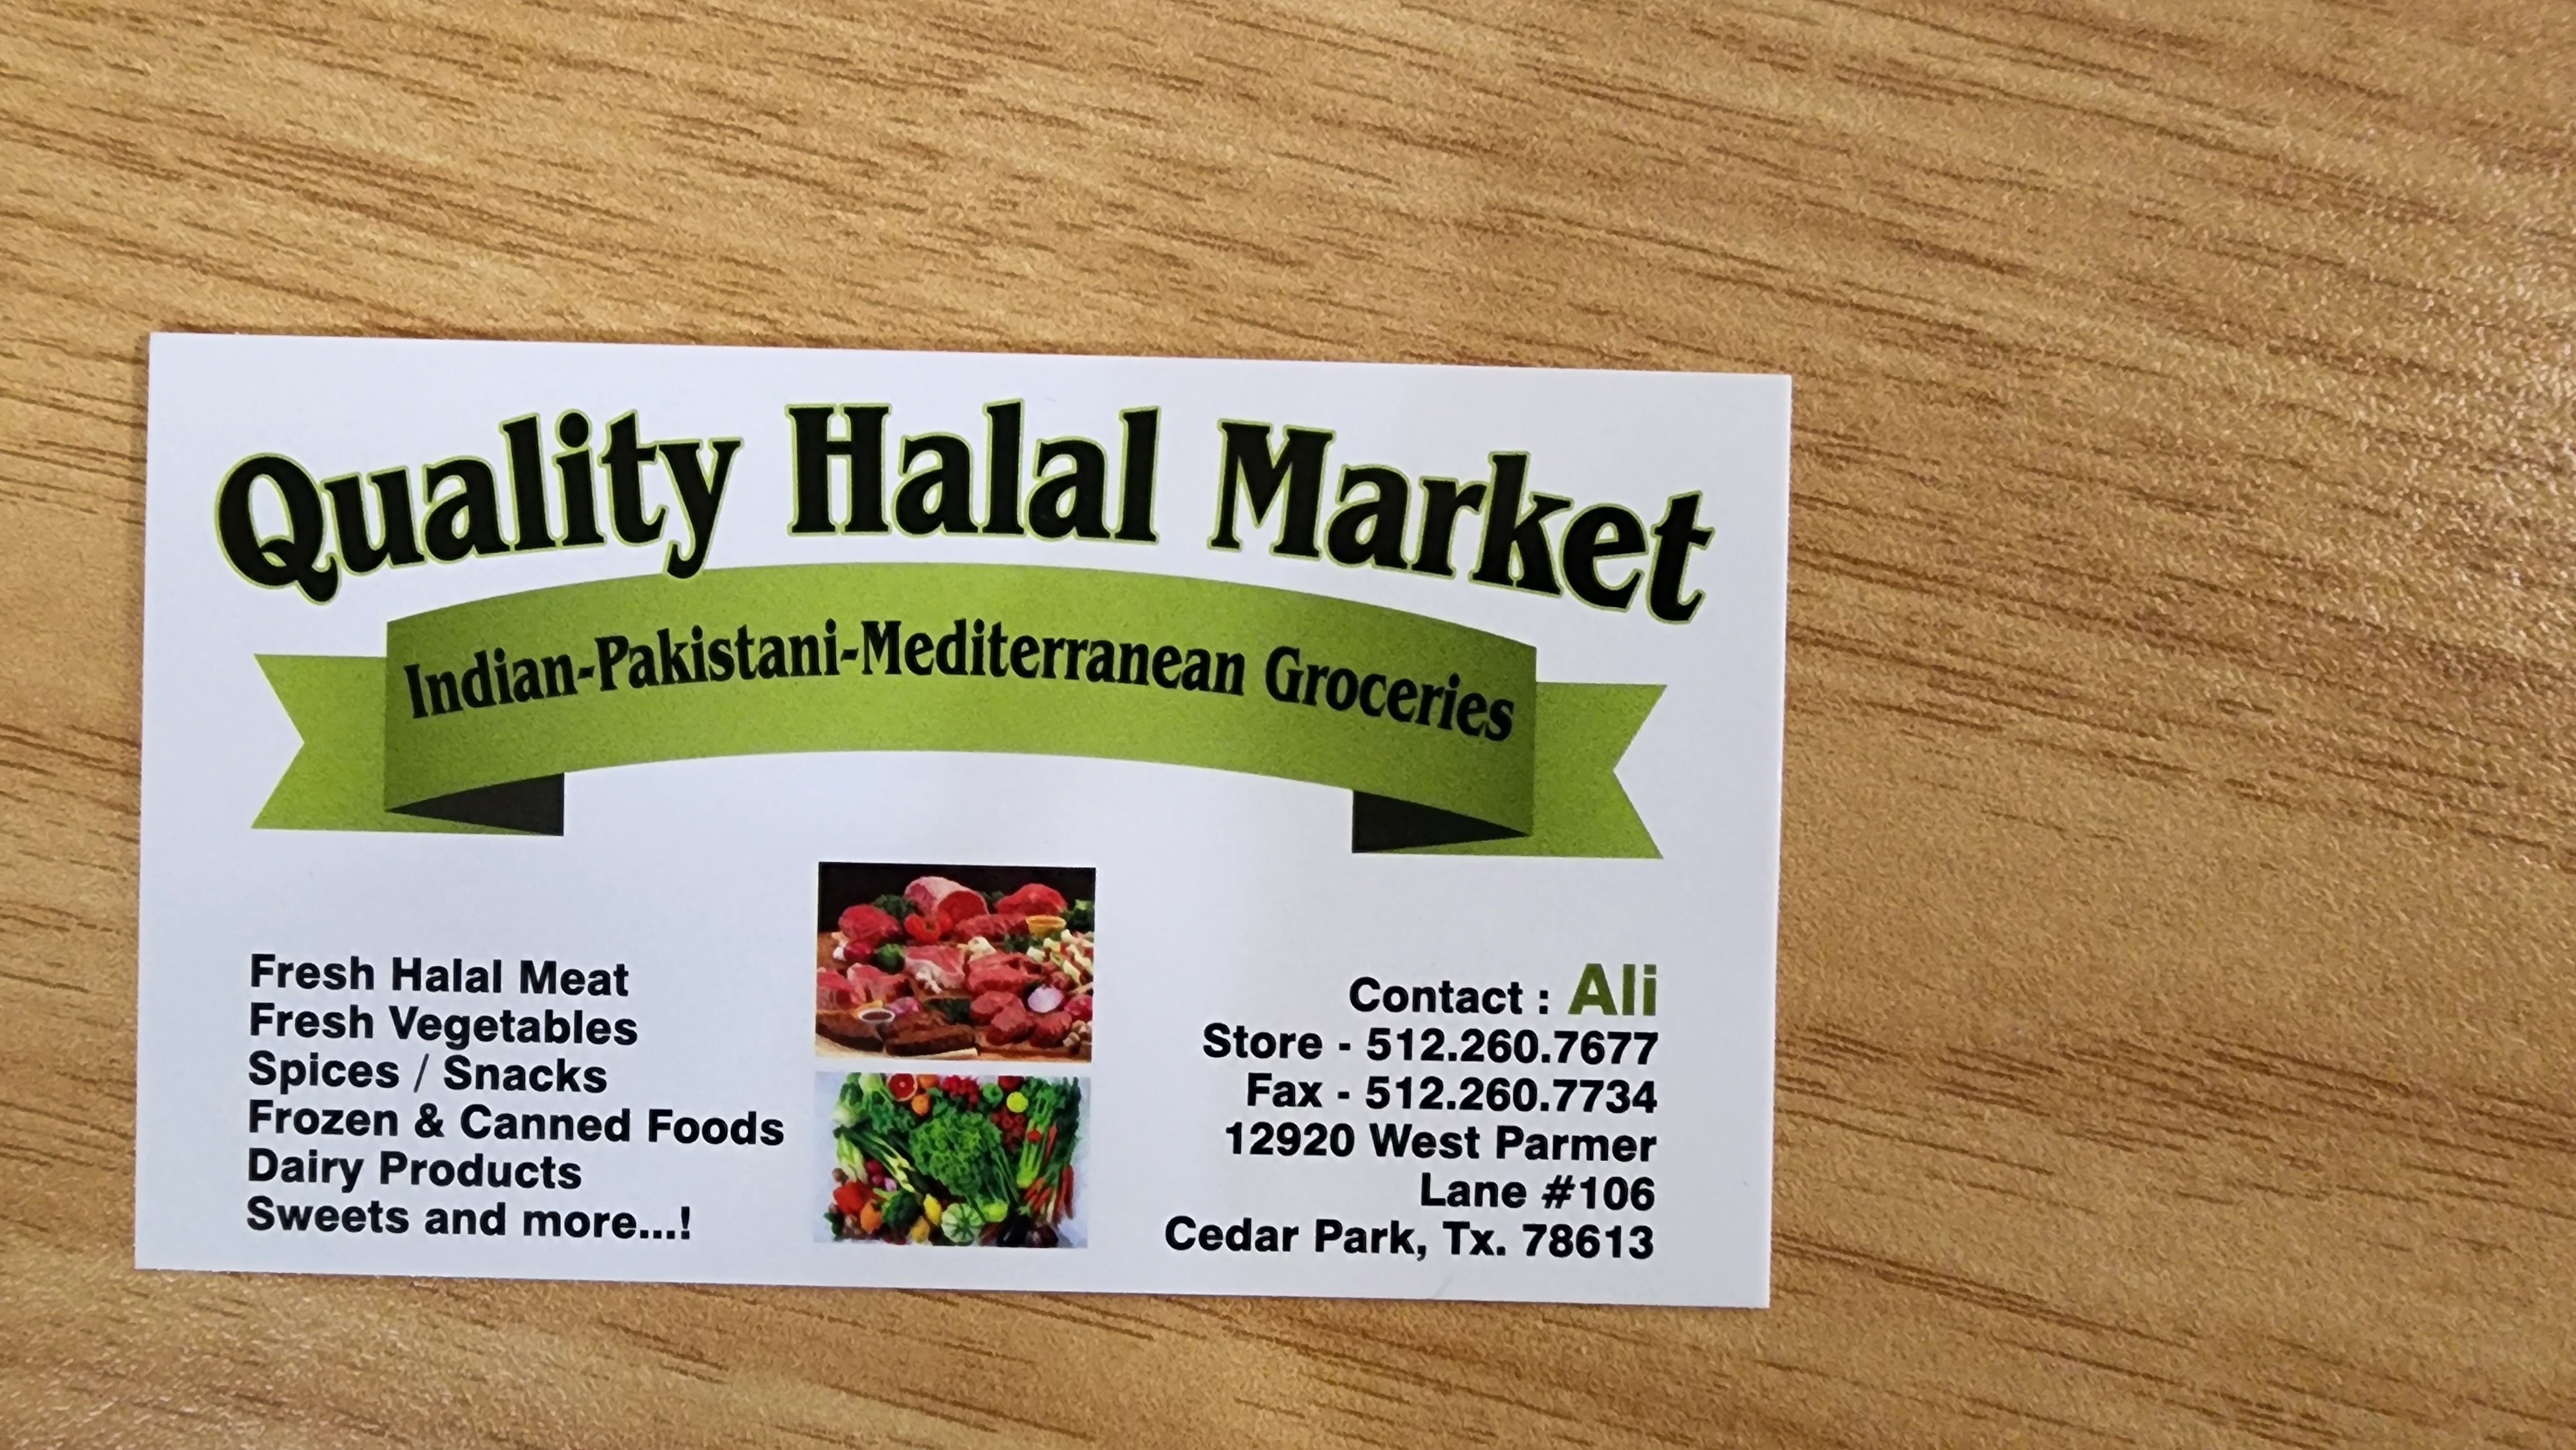 Quality Halal Market
Indian-Pakistani-Mediterranean Groceries
Fresh Halal Meat
Fresh Vegetables
Spices / Snacks
Frozen & Canned Foods
Dairy Products
Sweets and more...!
Contact : Ali
Store - 512.260.7677
Fax - 512.260.7734
12920 West Parmer
Lane #106
Cedar Park, Tx. 78613